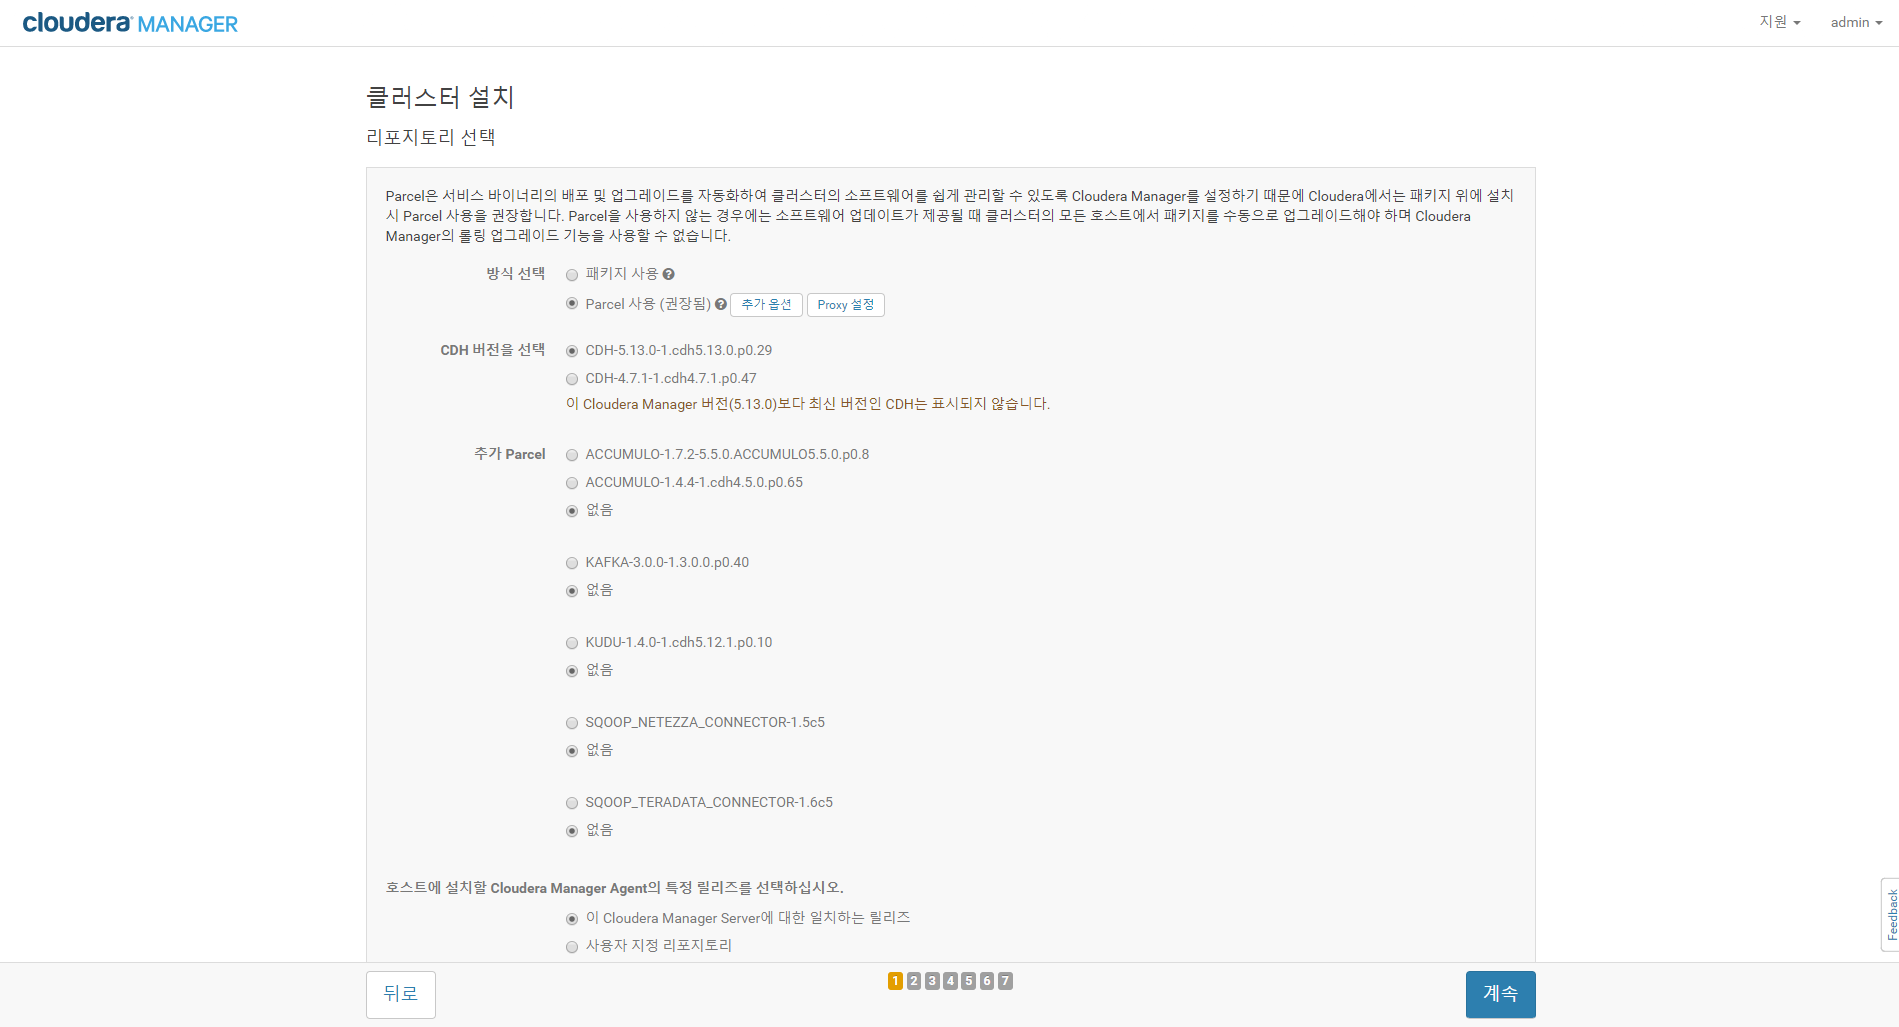 cloudera MANAGER
지원
admin
클러스터 설치
리포지토리 선택
Parcel은 서비스 바이너리의 배포 및 업그레이드를 자동화하여 클러스터의 소프트웨어를 쉽게 관리할 수 있도록 Cloudera Manager를 설정하기 때문에 Cloudera에서는 패키지 위에 설치
시 Parcel 사용을 권장합니다. Parcel을 사용하지 않는 경우에는 소프트웨어 업데이트가 제공될 때 클러스터의 모든 호스트에서 패키지를 수동으로 업그레이드해야 하며 Cloudera
Manager의 롤링 업그레이드 기능을 사용할 수 없습니다.
방식 선택
패키지 사용 ?
Parcel 사용 (권장됨) ? 추가 옵션 Proxy 설정
CDH 버전을 선택
CDH-5.13.0-1.cdh5.13.0.p0.29
CDH-4.7.1-1.cdh4.7.1.p0.47
이 Cloudera Manager 버전(5.13.0)보다 최신 버전인 CDH는 표시되지 않습니다.
추가 Parcel
ACCUMULO-1.7.2-5.5.0.ACCUMULO5.5.0.p0.8
ACCUMULO-1.4.4-1.cdh4.5.0.p0.65
없음
KAFKA-3.0.0-1.3.0.0.p0.40
없음
KUDU-1.4.0-1.cdh5.12.1.p0.10
없음
SQOOP_NETEZZA_CONNECTOR-1.5c5
없음
SQOOP_TERADATA_CONNECTOR-1.6c5
없음
호스트에 설치할 Cloudera Manager Agent의 특정 릴리즈를 선택하십시오.
이 Cloudera Manager Server에 대한 일치하는 릴리즈
사용자 지정 리포지토리
Feedback
뒤로
1 2 3 4 5 6 7
계속